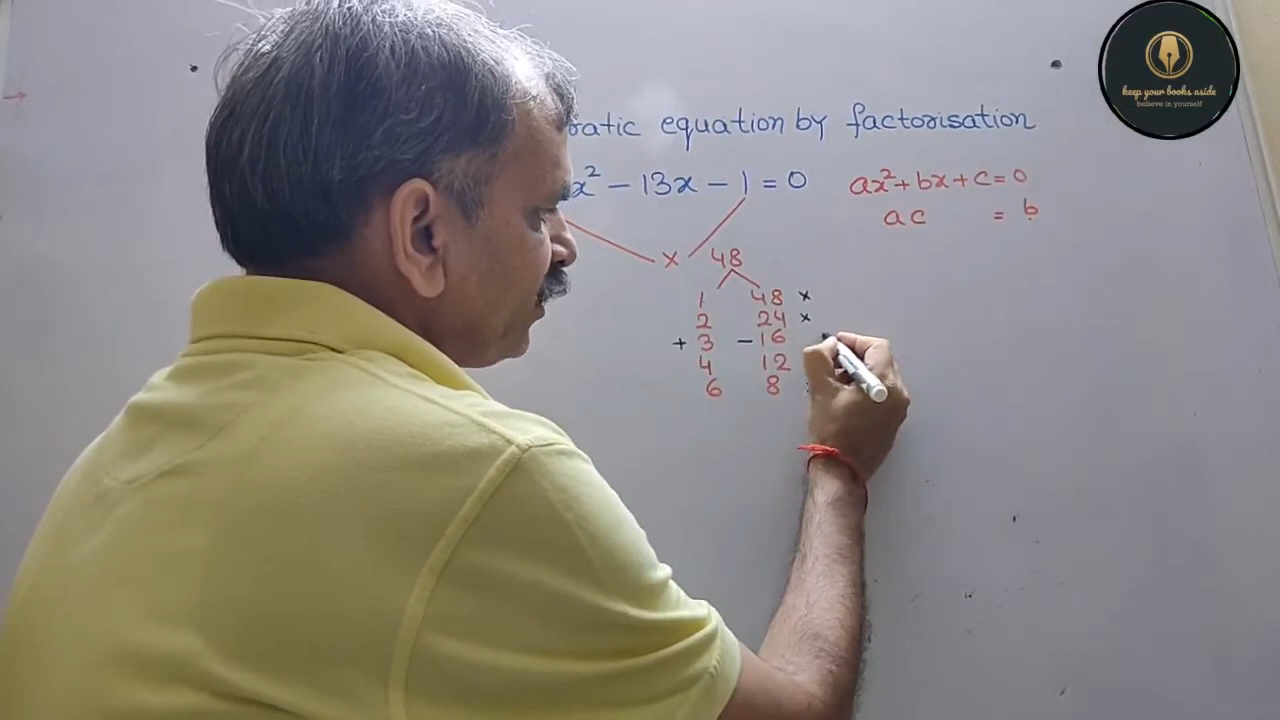 ratic equation by factorisation
x² - 13x - 1 = 0
ax² + bx + c = 0
ac = b
× 48
1 48 ×
2 24 ×
+ 3 - 16
4 12
6 8
keep your books aside
believe in yourself